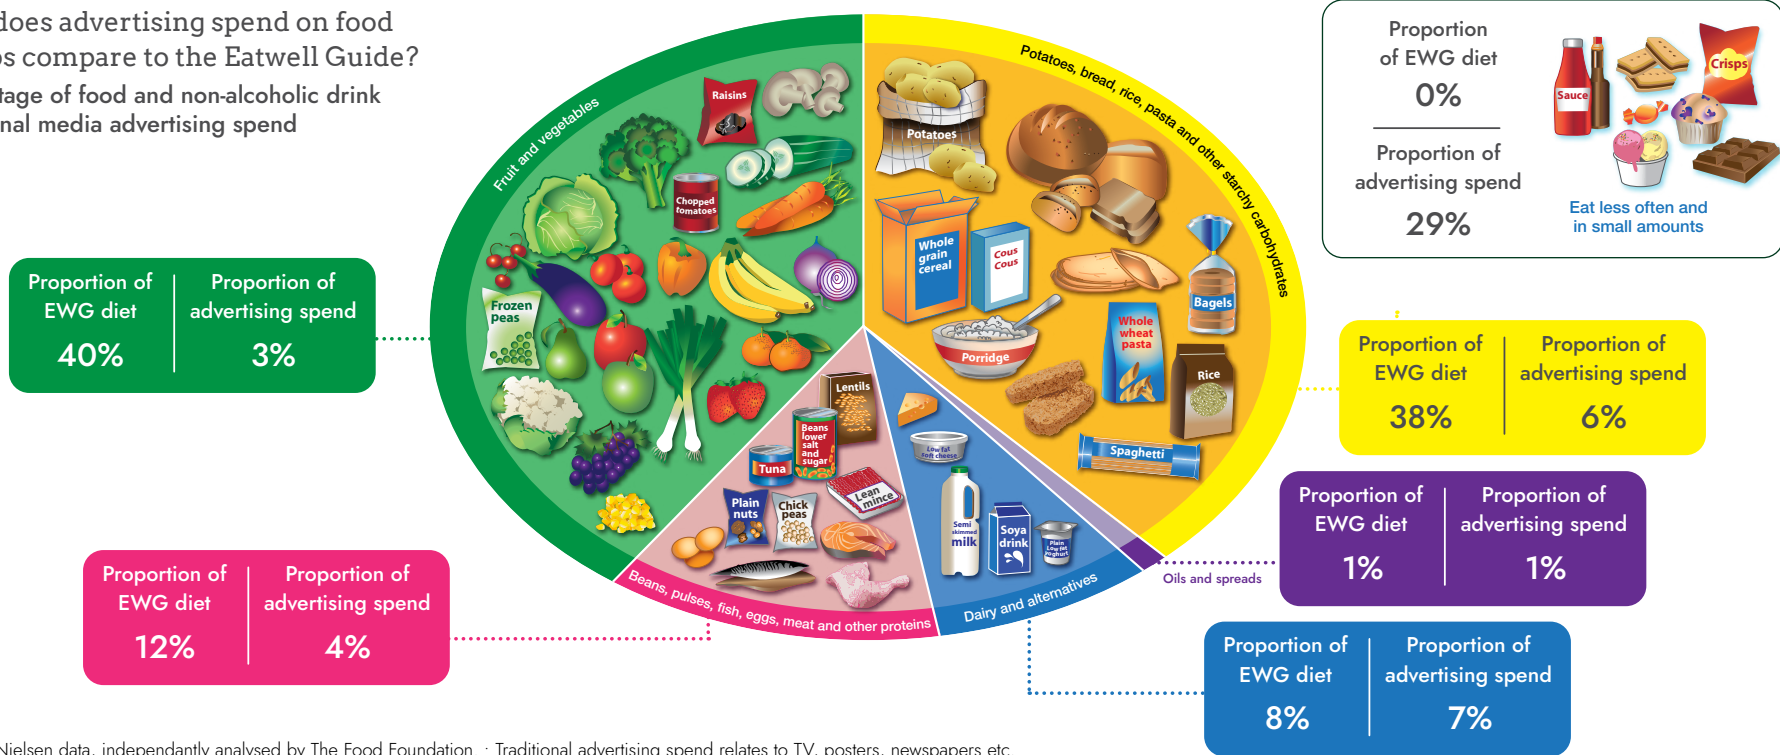 does advertising spend on food
s compare to the Eatwell Guide?
tage of food and non-alcoholic drink
nal media advertising spend
Proportion of EWG diet
40%
Proportion of advertising spend
3%
Proportion of EWG diet
12%
Proportion of advertising spend
4%
Fruit and vegetables
Raisins
Chopped
tomatoes
Frozen
peas
Potatoes, bread, rice, pasta and other starchy carbohydrates
Potatoes
Whole
grain
cereal
Cous
Cous
Bagels
Porridge
Whole
wheat
pasta
Rice
Spaghetti
Beans, pulses, fish, eggs, meat and other proteins
Lentils
Beans
lower
salt
and
sugar
Tuna
Plain
nuts
Chick
peas
Lean
mince
Dairy and alternatives
Low fat
soft cheese
Semi
skimmed
milk
Soya
drink
Plain
Low fat
yoghurt
Oils and spreads
Proportion
of EWG diet
0%
Proportion of
advertising spend
29%
Sauce
Crisps
Eat less often and
in small amounts
Proportion of
EWG diet
38%
Proportion of
advertising spend
6%
Proportion of
EWG diet
1%
Proportion of
advertising spend
1%
Proportion of
EWG diet
8%
Proportion of
advertising spend
7%
Nielsen data, independantly analysed by The Food Foundation : Traditional advertising spend relates to TV, posters, newspapers etc